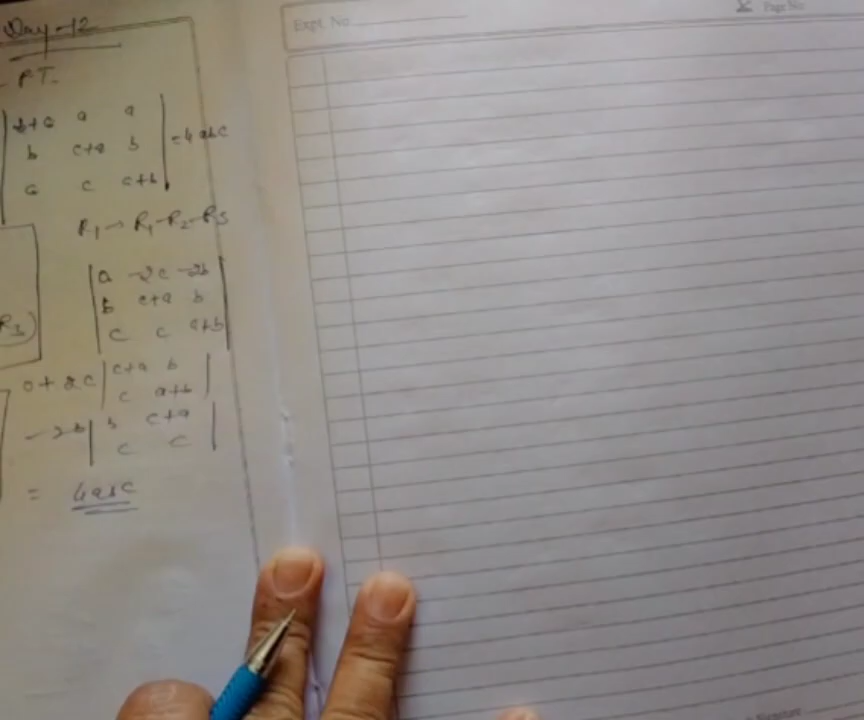 Day-12
PT-
b+c a a
b c+a b = 4abc
c c a+b
R1 → R1-R2-R3
0 -2c -2b
b c+a b
c c a+b
R3)
0 + 2c | c+a b
c a+b |
-2b | b c+a
c c |
= 4abc
Expt. No
Page No